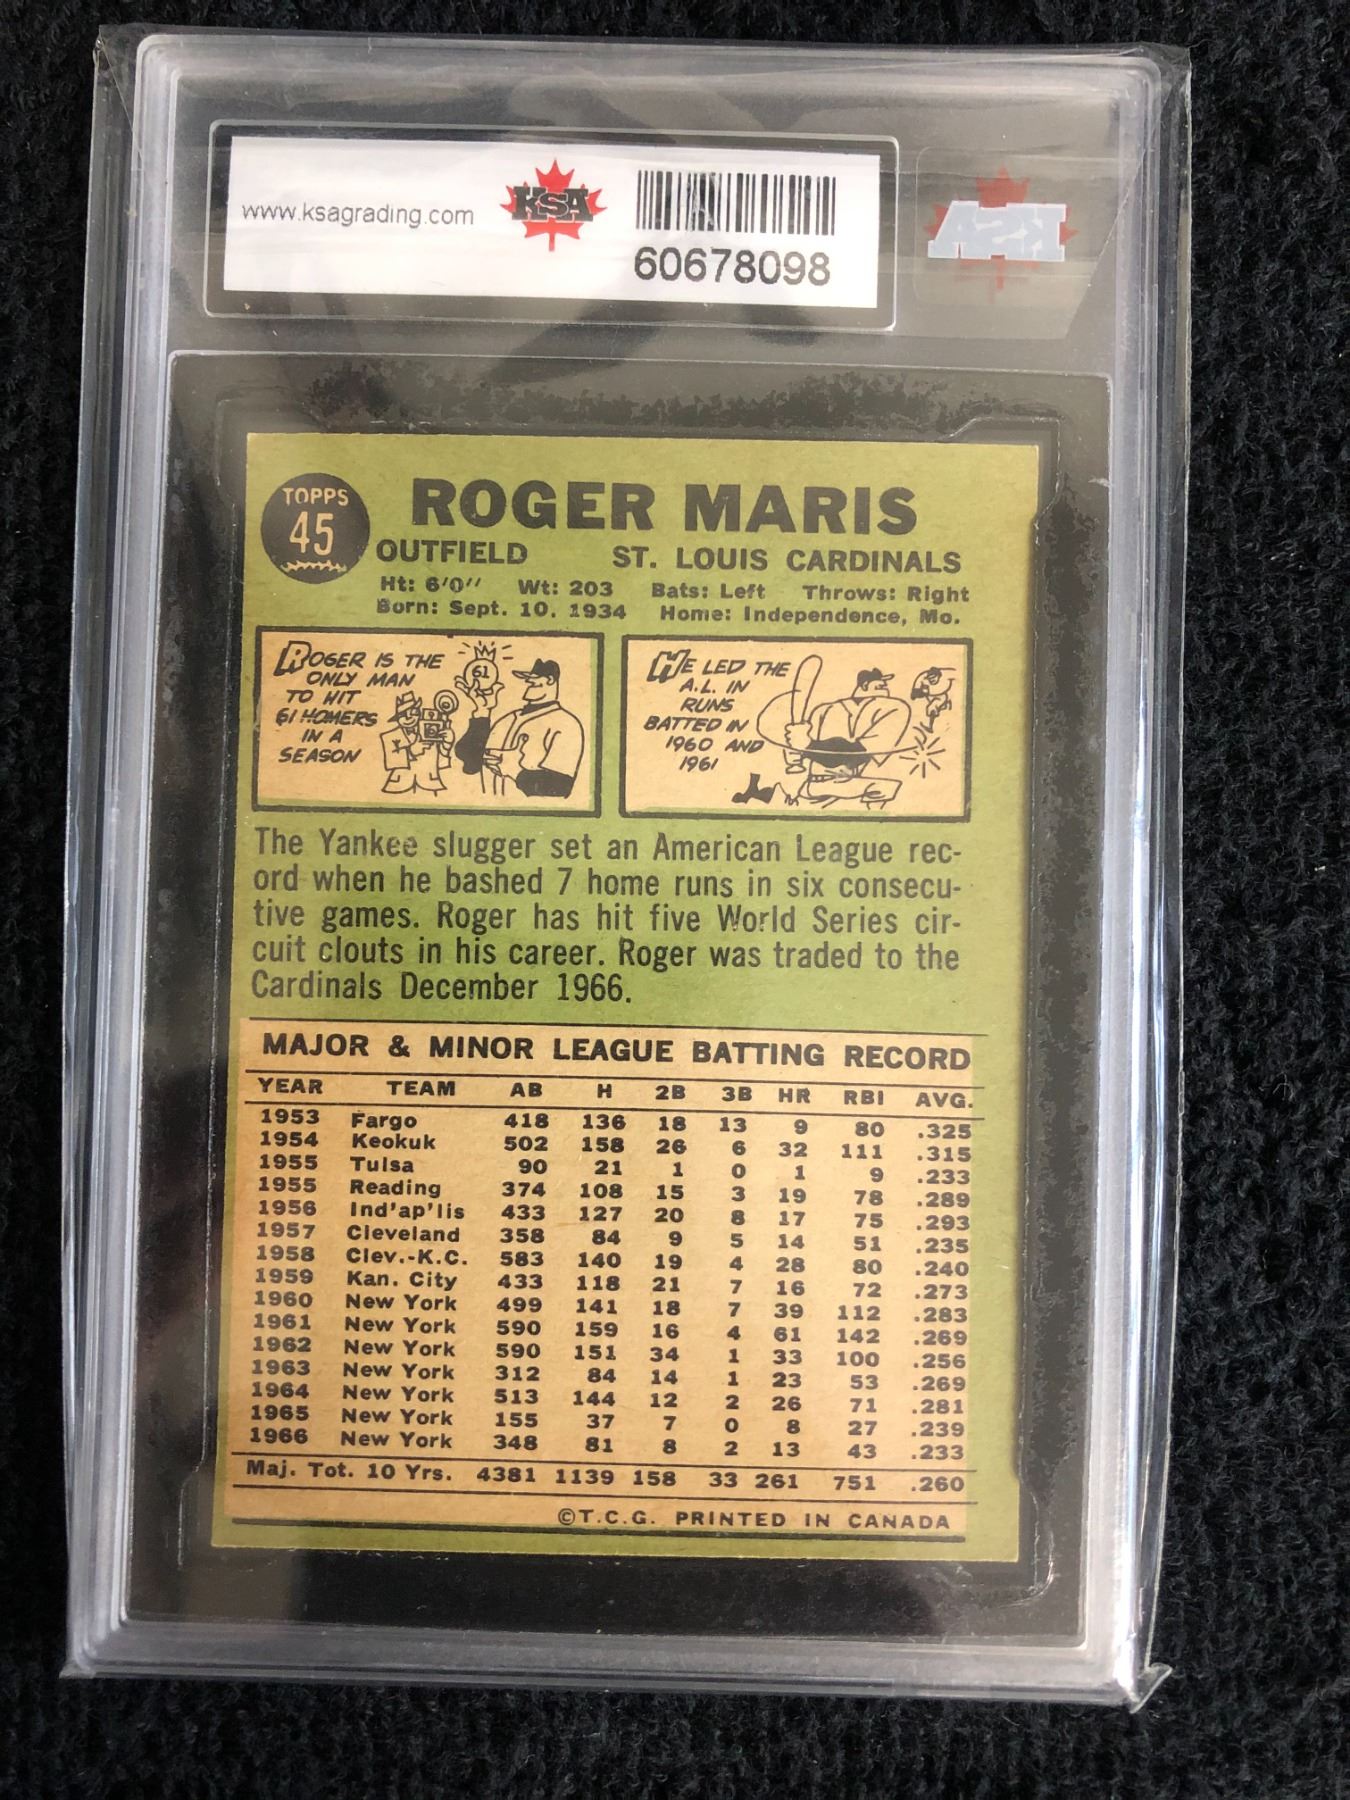 www.ksagrading.com
KSA
60678098
KSA
TOPPS
45
ROGER MARIS
OUTFIELD ST. LOUIS CARDINALS
Ht: 6'0'' Wt: 203 Bats: Left Throws: Right
Born: Sept. 10, 1934 Home: Independence, Mo.
ROGER IS THE
ONLY MAN
TO HIT
61 HOMERS
IN A
SEASON
61
HE LED THE
A.L. IN
RUNS
BATTED IN
1960 AND
1961
The Yankee slugger set an American League rec-
ord when he bashed 7 home runs in six consecu-
tive games. Roger has hit five World Series cir-
cuit clouts in his career. Roger was traded to the
Cardinals December 1966.
MAJOR & MINOR LEAGUE BATTING RECORD
YEAR TEAM AB H 2B 3B HR RBI AVG.
1953 Fargo 418 136 18 13 9 80 .325
1954 Keokuk 502 158 26 6 32 111 .315
1955 Tulsa 90 21 1 0 1 9 .233
1955 Reading 374 108 15 3 19 78 .289
1956 Ind'ap'lis 433 127 20 8 17 75 .293
1957 Cleveland 358 84 9 5 14 51 .235
1958 Clev.-K.C. 583 140 19 4 28 80 .240
1959 Kan. City 433 118 21 7 16 72 .273
1960 New York 499 141 18 7 39 112 .283
1961 New York 590 159 16 4 61 142 .269
1962 New York 590 151 34 1 33 100 .256
1963 New York 312 84 14 1 23 53 .269
1964 New York 513 144 12 2 26 71 .281
1965 New York 155 37 7 0 8 27 .239
1966 New York 348 81 8 2 13 43 .233
Maj. Tot. 10 Yrs. 4381 1139 158 33 261 751 .260
©T.C.G. PRINTED IN CANADA